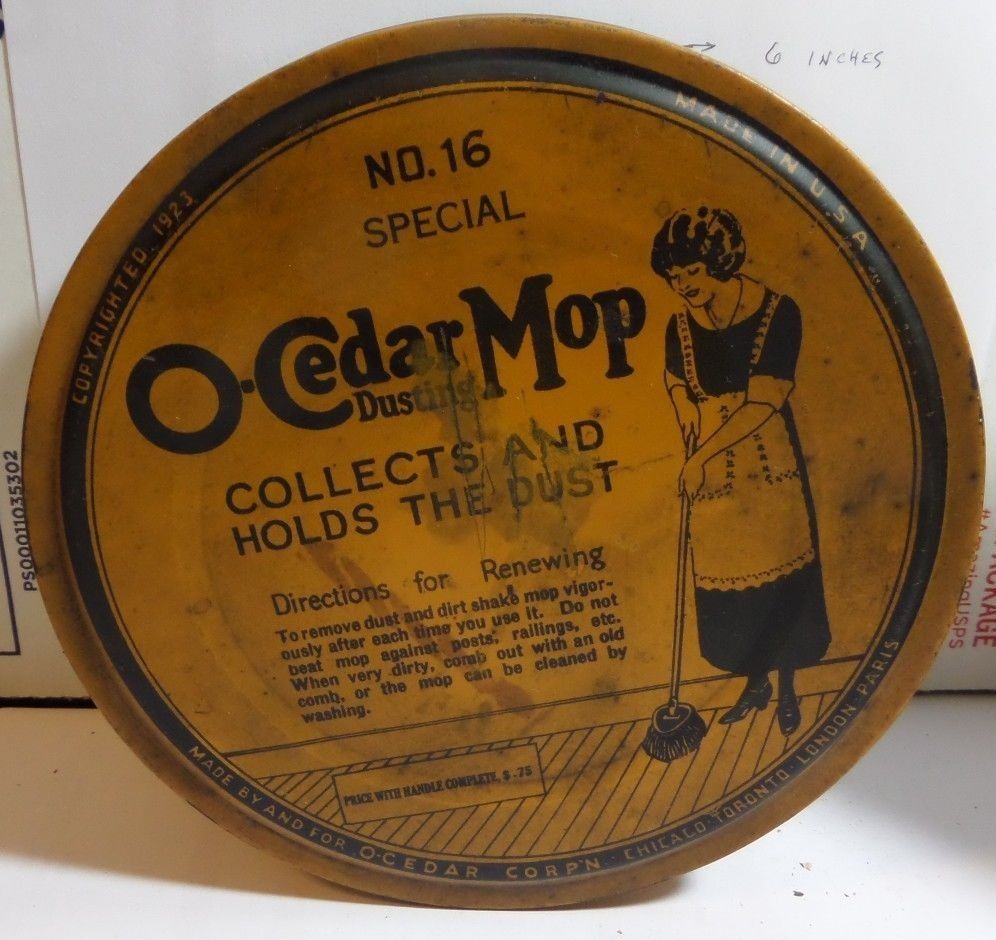 6 INCHES
MADE IN U.S.A.
COPYRIGHTED. 1923
NO. 16
SPECIAL
O-Cedar Mop
Dusting
COLLECTS AND
HOLDS THE DUST
Directions for Renewing
To remove dust and dirt shake mop vigor-
ously after each time you use it. Do not
beat mop against posts, railings, etc.
When very dirty, comb out with an old
comb, or the mop can be cleaned by
washing.
PRICE WITH HANDLE COMPLETE, $.75
MADE BY AND FOR O-CEDAR CORP'N. CHICAGO·TORONTO·LONDON·PARIS
PS00011035302